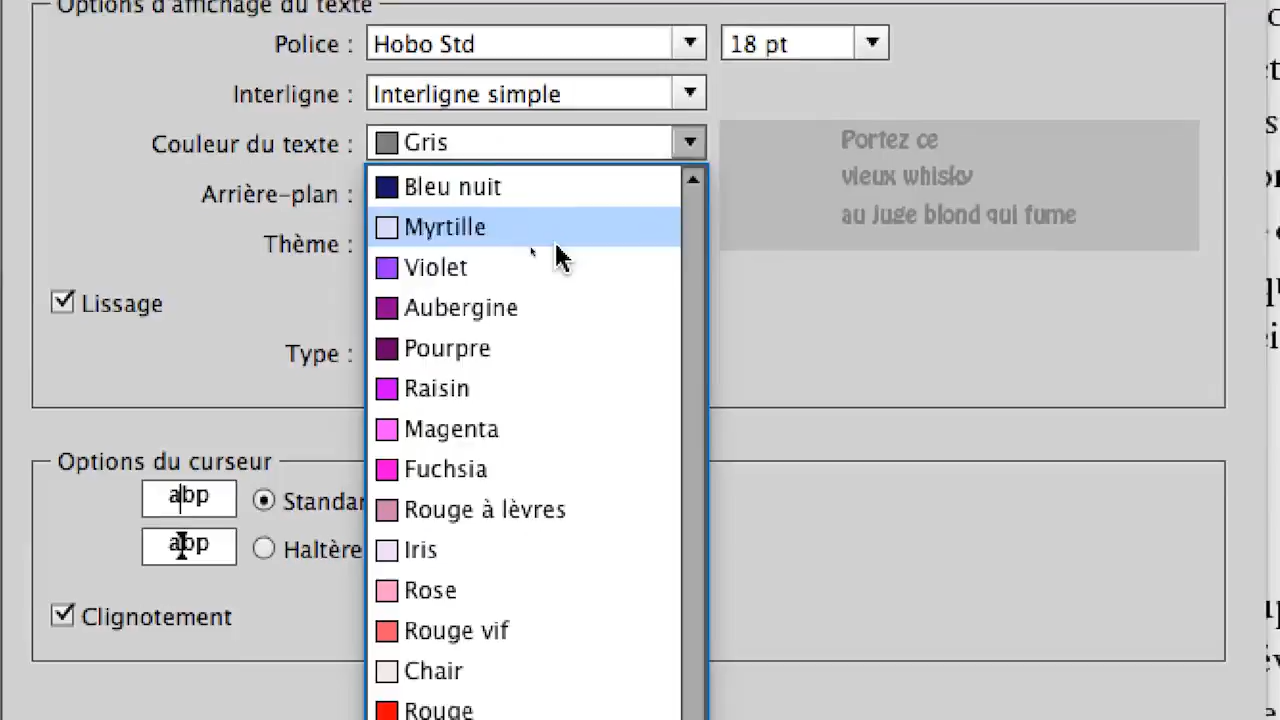 Options d'affichage du texte
Police : Hobo Std 18 pt
Interligne : Interligne simple
Couleur du texte : Gris
Portez ce
vieux whisky
au juge blond qui fume
Arrière-plan :
Thème :
Lissage
Type :
Bleu nuit
Myrtille
Violet
Aubergine
Pourpre
Raisin
Magenta
Fuchsia
Rouge à lèvres
Iris
Rose
Rouge vif
Chair
Rouge
Options du curseur
abp
abp
Haltère
Clignotement